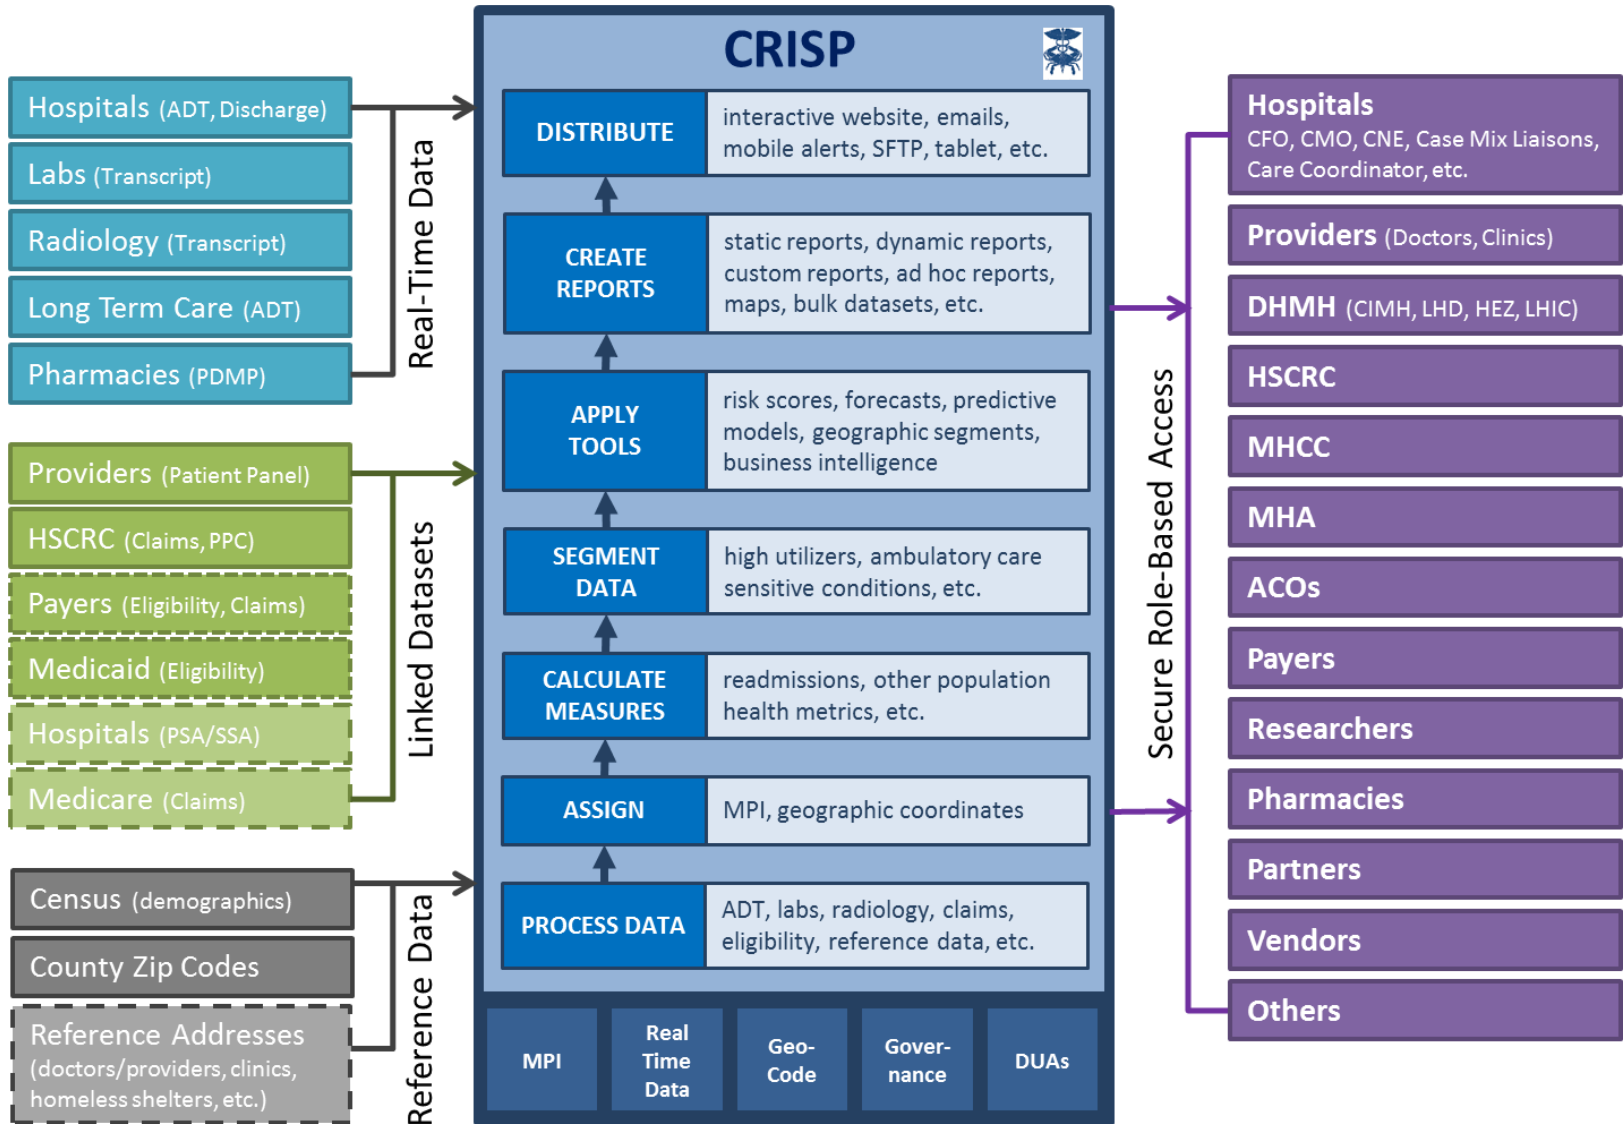 CRISP
Hospitals (ADT, Discharge)
Labs (Transcript)
Radiology (Transcript)
Long Term Care (ADT)
Pharmacies (PDMP)
Real-Time Data
Providers (Patient Panel)
HSCRC (Claims, PPC)
Payers (Eligibility, Claims)
Medicaid (Eligibility)
Hospitals (PSA/SSA)
Medicare (Claims)
Linked Datasets
Census (demographics)
County Zip Codes
Reference Addresses
(doctors/providers, clinics,
homeless shelters, etc.)
Reference Data
DISTRIBUTE
interactive website, emails,
mobile alerts, SFTP, tablet, etc.
CREATE
REPORTS
static reports, dynamic reports,
custom reports, ad hoc reports,
maps, bulk datasets, etc.
APPLY
TOOLS
risk scores, forecasts, predictive
models, geographic segments,
business intelligence
SEGMENT
DATA
high utilizers, ambulatory care
sensitive conditions, etc.
CALCULATE
MEASURES
readmissions, other population
health metrics, etc.
ASSIGN
MPI, geographic coordinates
PROCESS DATA
ADT, labs, radiology, claims,
eligibility, reference data, etc.
MPI
Real
Time
Data
Geo-
Code
Gover-
nance
DUAs
Secure Role-Based Access
Hospitals
CFO, CMO, CNE, Case Mix Liaisons,
Care Coordinator, etc.
Providers (Doctors, Clinics)
DHMH (CIMH, LHD, HEZ, LHIC)
HSCRC
MHCC
MHA
ACOs
Payers
Researchers
Pharmacies
Partners
Vendors
Others